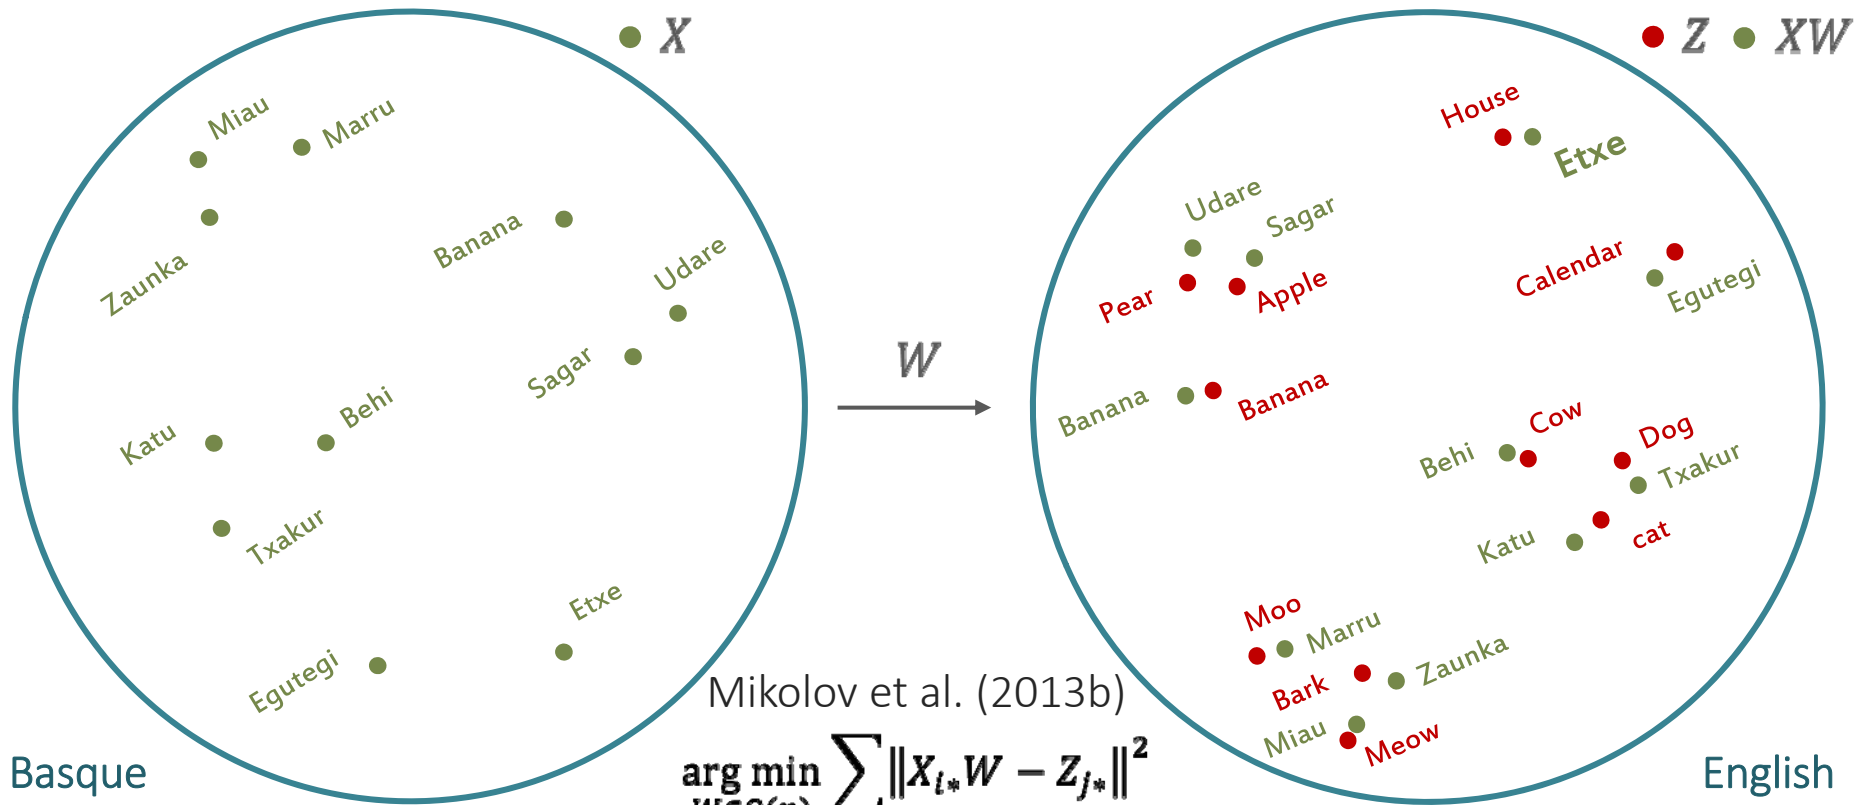 X
Miau
Marru
Zaunka
Banana
Udare
Sagar
Behi
Katu
Txakur
Etxe
Egutegi
Basque
W
Mikolov et al. (2013b)
arg min ∑ ‖X_{i*}W − Z_{j*}‖²
Z XW
House
Etxe
Udare
Sagar
Calendar
Egutegi
Pear
Apple
Banana
Banana
Cow
Dog
Behi
Txakur
Katu
cat
Moo
Marru
Zaunka
Bark
Miau
Meow
English